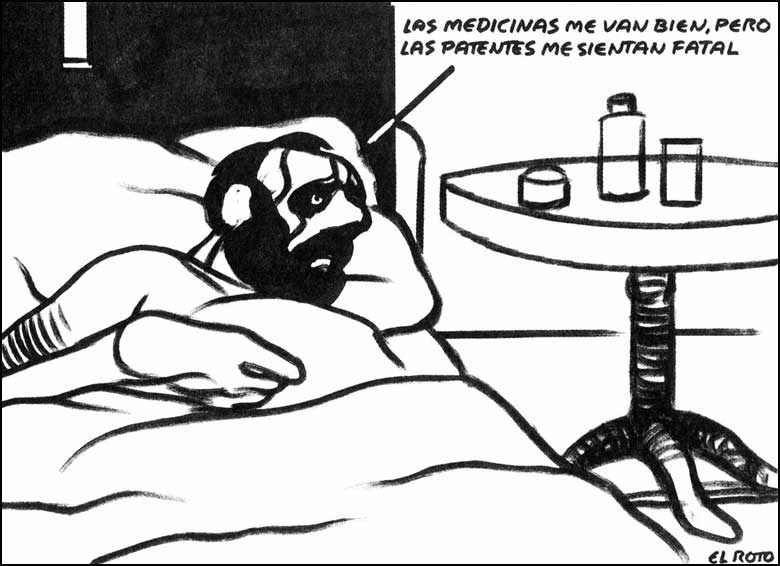 LAS MEDICINAS ME VAN BIEN, PERO
LAS PATENTES ME SIENTAN FATAL
EL ROTO